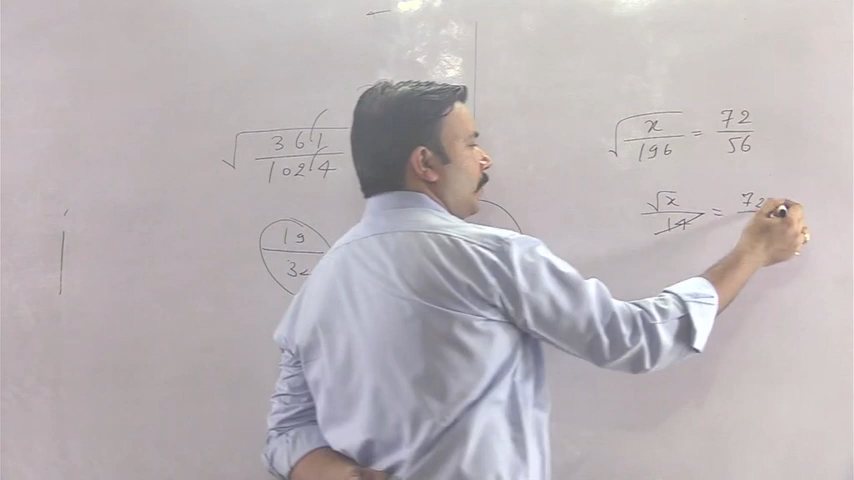 √361/1024
19/32
√x/196 = 72/56
√x/14 = 72